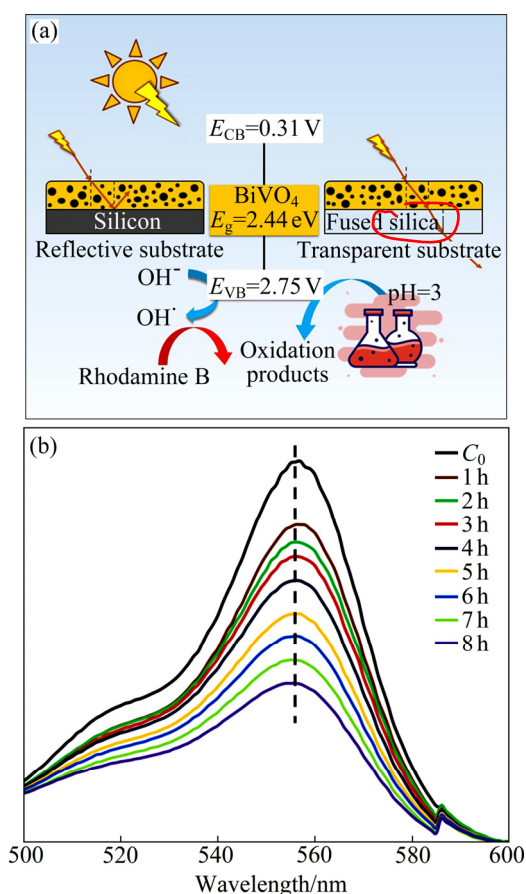 (a)
E_CB=0.31 V
BiVO₄
E_g=2.44 eV
Silicon
Fused silica
Reflective substrate
Transparent substrate
OH⁻
E_VB=2.75 V
pH=3
OH·
Oxidation
products
Rhodamine B
(b)
C₀
1 h
2 h
3 h
4 h
5 h
6 h
7 h
8 h
500 520 540 560 580 600
Wavelength/nm